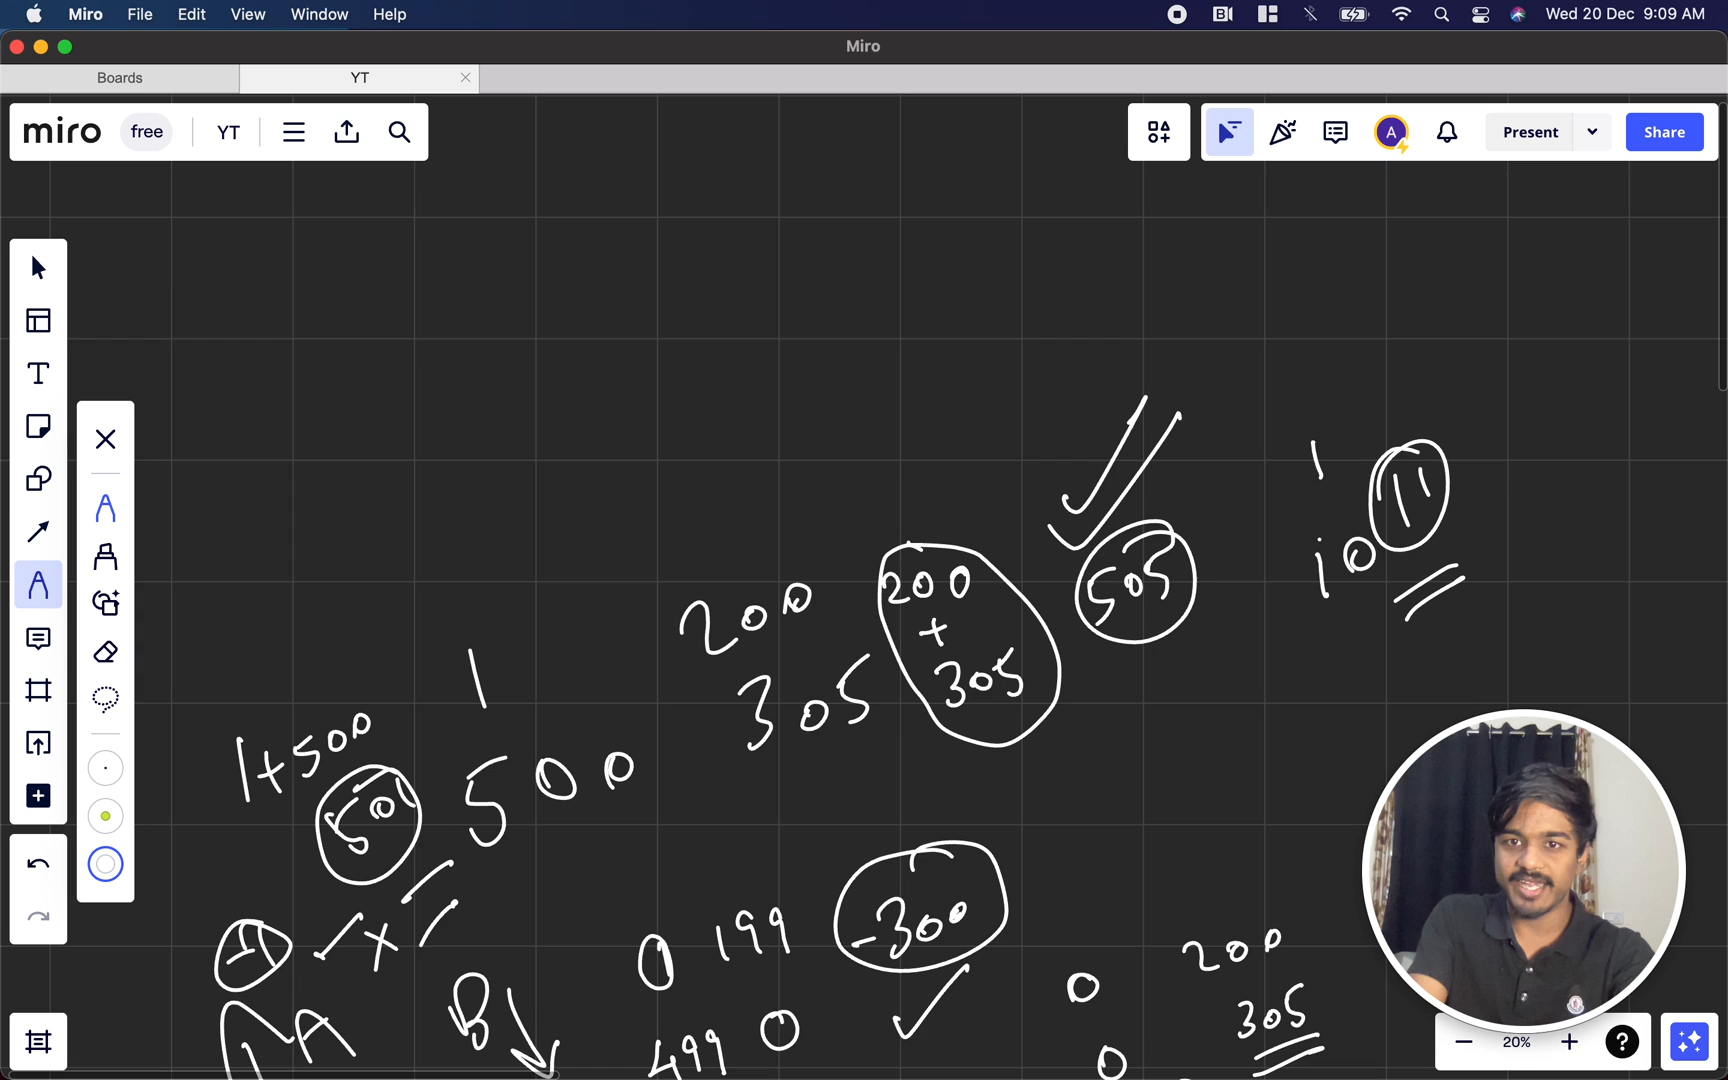 Miro File Edit View Window Help
Wed 20 Dec 9:09 AM
Miro
Boards
YT
miro free YT
Present
Share
1
10 11
200
305
200
+
305
505
1
500
1+500
501
-1
A
B
0 199
499 0
-300
0
0
200
305
20%